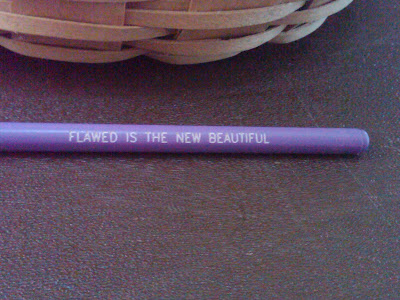 FLAWED IS THE NEW BEAUTIFUL